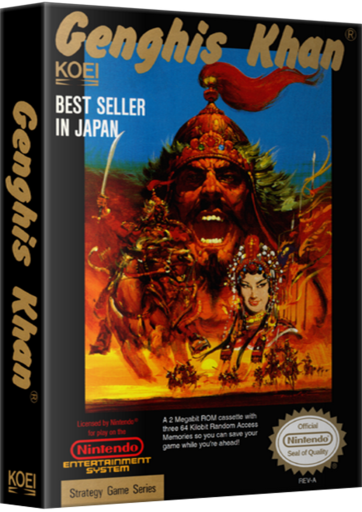 Genghis Khan®
KOEI
BEST SELLER
IN JAPAN
Genghis Khan®
KOEI
Licensed by Nintendo®
for play on the
Nintendo®
ENTERTAINMENT
SYSTEM
A 2 Megabit ROM cassette with
three 64 Kilobit Random Access
Memories so you can save your
game while you're ahead!
Official
Nintendo®
Seal of Quality
REV-A
Strategy Game Series